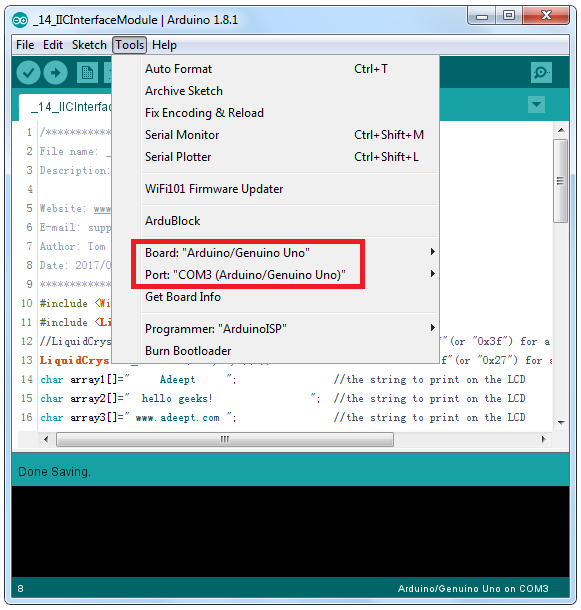 _14_IICInterfaceModule | Arduino 1.8.1
File Edit Sketch Tools Help
_14_IICInterfac
Auto Format Ctrl+T
Archive Sketch
Fix Encoding & Reload
Serial Monitor Ctrl+Shift+M
Serial Plotter Ctrl+Shift+L
WiFi101 Firmware Updater
ArduBlock
Board: "Arduino/Genuino Uno"
Port: "COM3 (Arduino/Genuino Uno)"
Get Board Info
Programmer: "ArduinoISP"
Burn Bootloader
1 /************
2 File name: _
3 Description:
4
5 Website: www
6 E-mail: supp
7 Author: Tom
8 Date: 2017/0
9 ************
10 #include <Wi
11 #include <Li
12 //LiquidCrys f"(or "0x3f") for a
13 LiquidCrys f"(or "0x27") for a
14 char array1[]=" Adeept "; //the string to print on the LCD
15 char array2[]=" hello geeks! "; //the string to print on the LCD
16 char array3[]=" www.adeept.com "; //the string to print on the LCD
Done Saving.
8 Arduino/Genuino Uno on COM3